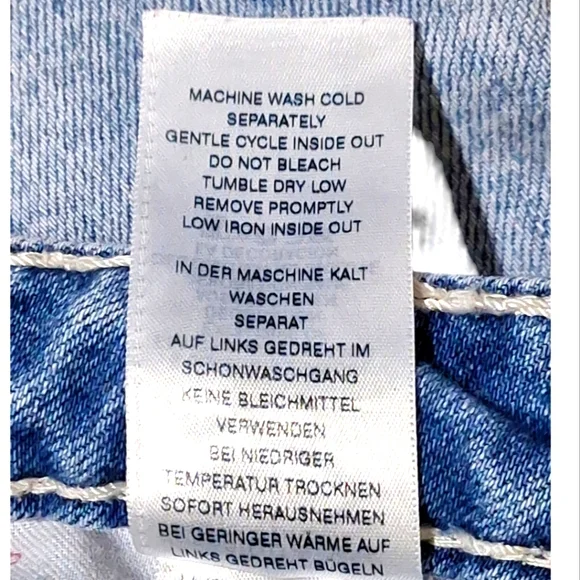 MACHINE WASH COLD
SEPARATELY
GENTLE CYCLE INSIDE OUT
DO NOT BLEACH
TUMBLE DRY LOW
REMOVE PROMPTLY
LOW IRON INSIDE OUT
IN DER MASCHINE KALT
WASCHEN
SEPARAT
AUF LINKS GEDREHT IM
SCHONWASCHGANG
KEINE BLEICHMITTEL
VERWENDEN
BEI NIEDRIGER
TEMPERATUR TROCKNEN
SOFORT HERAUSNEHMEN
BEI GERINGER WÄRME AUF
LINKS GEDREHT BÜGELN